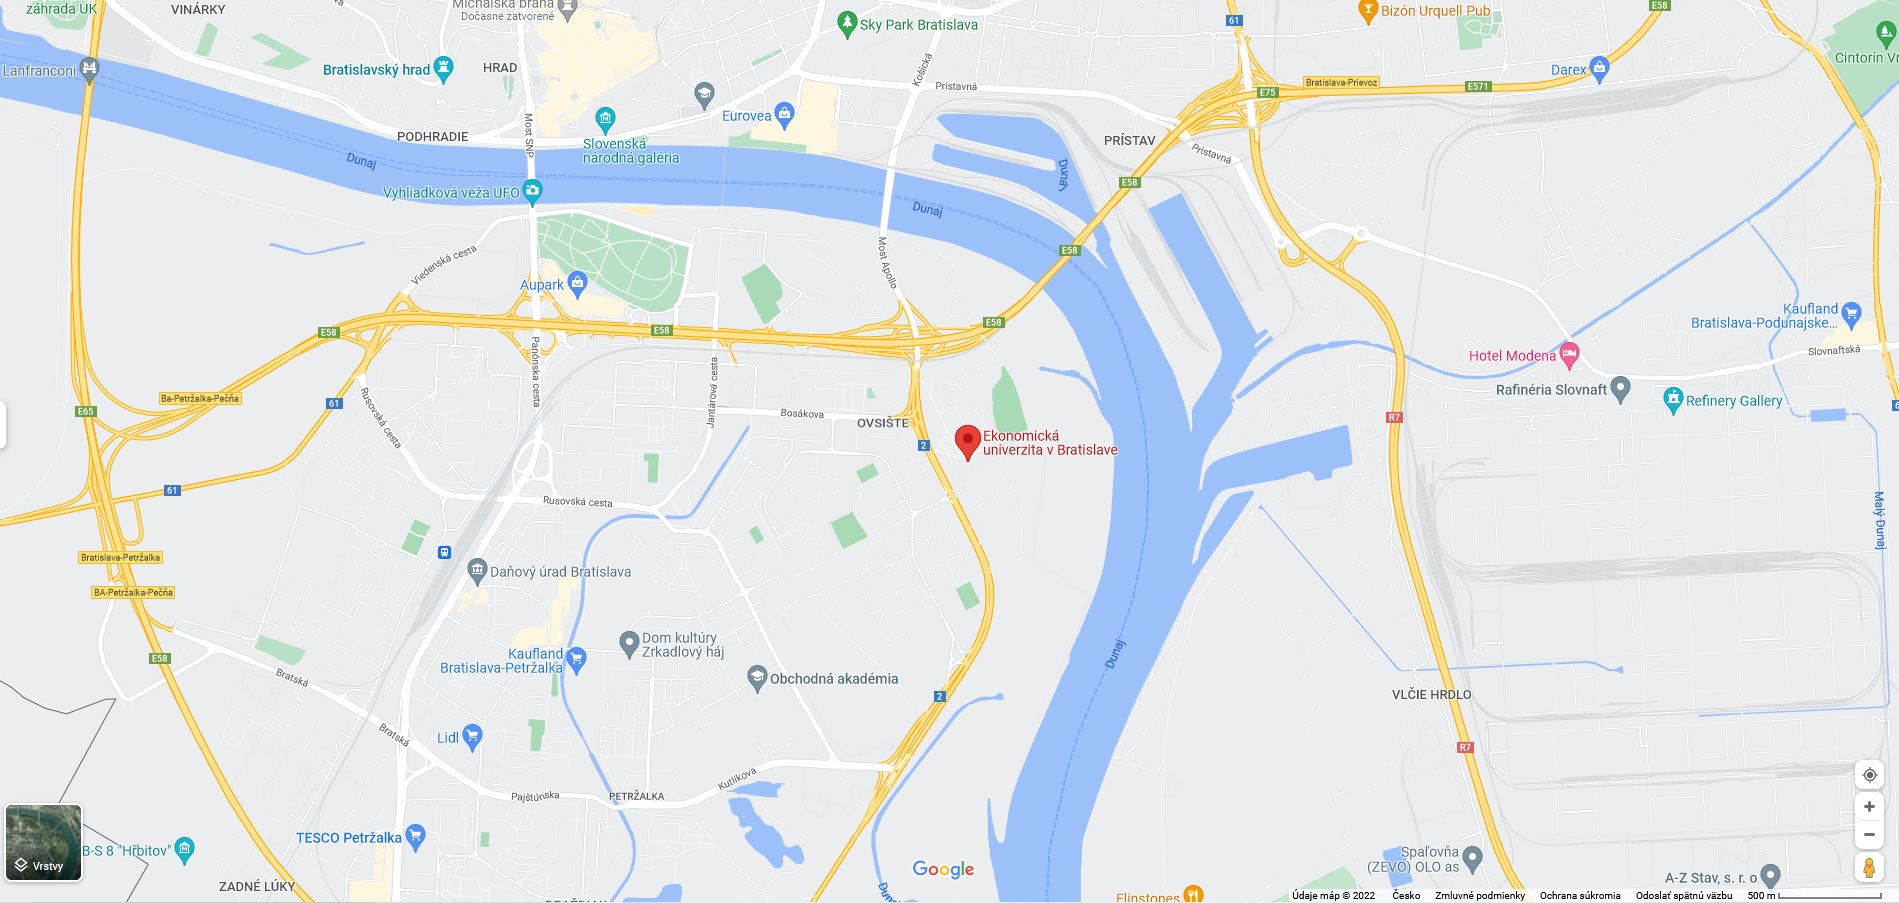 záhrada UK
VINÁRKY
Michalská brána
Dočasne zatvorené
Sky Park Bratislava
61
Bizón Urquell Pub
E58
Lanfranconi
Bratislavský hrad
HRAD
Košická
Prístavná
E75
Bratislava-Prievoz
E571
Darex
Cintorín Vr
PODHRADIE
Most SNP
Slovenská
národná galéria
Eurovea
PRÍSTAV
Prístavná
Dunaj
Vyhliadková veža UFO
Dunaj
Dunaj
E58
Viedenská cesta
Most Apollo
E58
Aupark
E58
E58
E58
Kaufland
Bratislava-Podunajske...
Hotel Modena
Slovnaftská
Panónska cesta
Jantárová cesta
Rafinéria Slovnaft
Refinery Gallery
Ba-Petržalka-Pečňa
61
E65
Rusovská cesta
Bosákova
OVSIŠTE
2
Ekonomická
univerzita v Bratislave
R7
61
Rusovská cesta
Malý Dunaj
Bratislava-Petržalka
BA-Petržalka-Pečňa
Daňový úrad Bratislava
E58
Dom kultúry
Zrkadlový háj
Kaufland
Bratislava-Petržalka
Obchodná akadémia
Dunaj
Bratská
2
VLČIE HRDLO
Bratská
Lidl
R7
Kutlíkova
Pajštúnska
PETRŽALKA
TESCO Petržalka
B-S 8 "Hřbitov"
Vrstvy
ZADNÉ LÚKY
Google
Spaľovňa
(ZEVO) OLO as
A-Z Stav, s. r. o
Flinstones
Údaje máp © 2022
Česko
Zmluvné podmienky
Ochrana súkromia
Odoslať spätnú väzbu
500 m